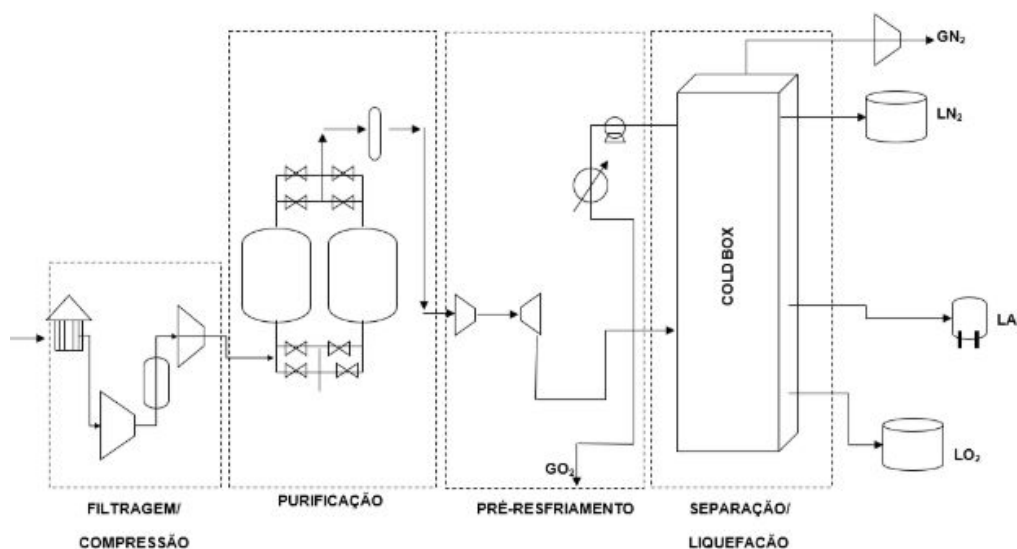 GN₂
LN₂
COLD BOX
LA
LO₂
GO₂
FILTRAGEM/
COMPRESSÃO
PURIFICAÇÃO
PRÉ-RESFRIAMENTO
SEPARAÇÃO/
LIQUEFACÃO